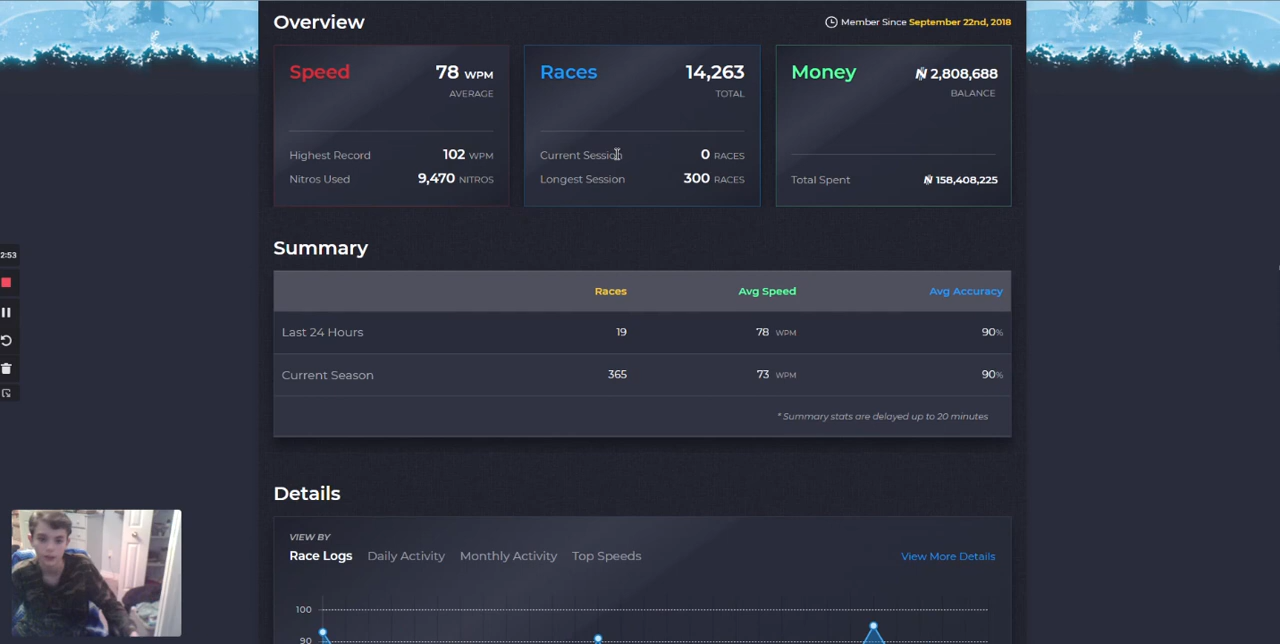 Overview
Member Since September 22nd, 2018
Speed 78 WPM
AVERAGE
Highest Record 102 WPM
Nitros Used 9,470 NITROS
Races 14,263
TOTAL
Current Session 0 RACES
Longest Session 300 RACES
Money 2,808,688
BALANCE
Total Spent 158,408,225
2:53
Summary
Races Avg Speed Avg Accuracy
Last 24 Hours 19 78 WPM 90%
Current Season 365 73 WPM 90%
* Summary stats are delayed up to 20 minutes
Details
VIEW BY
Race Logs Daily Activity Monthly Activity Top Speeds View More Details
100
90